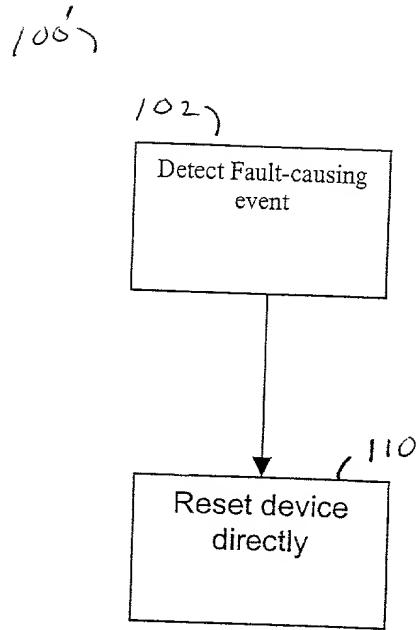 100'
102
Detect Fault-causing
event
110
Reset device
directly